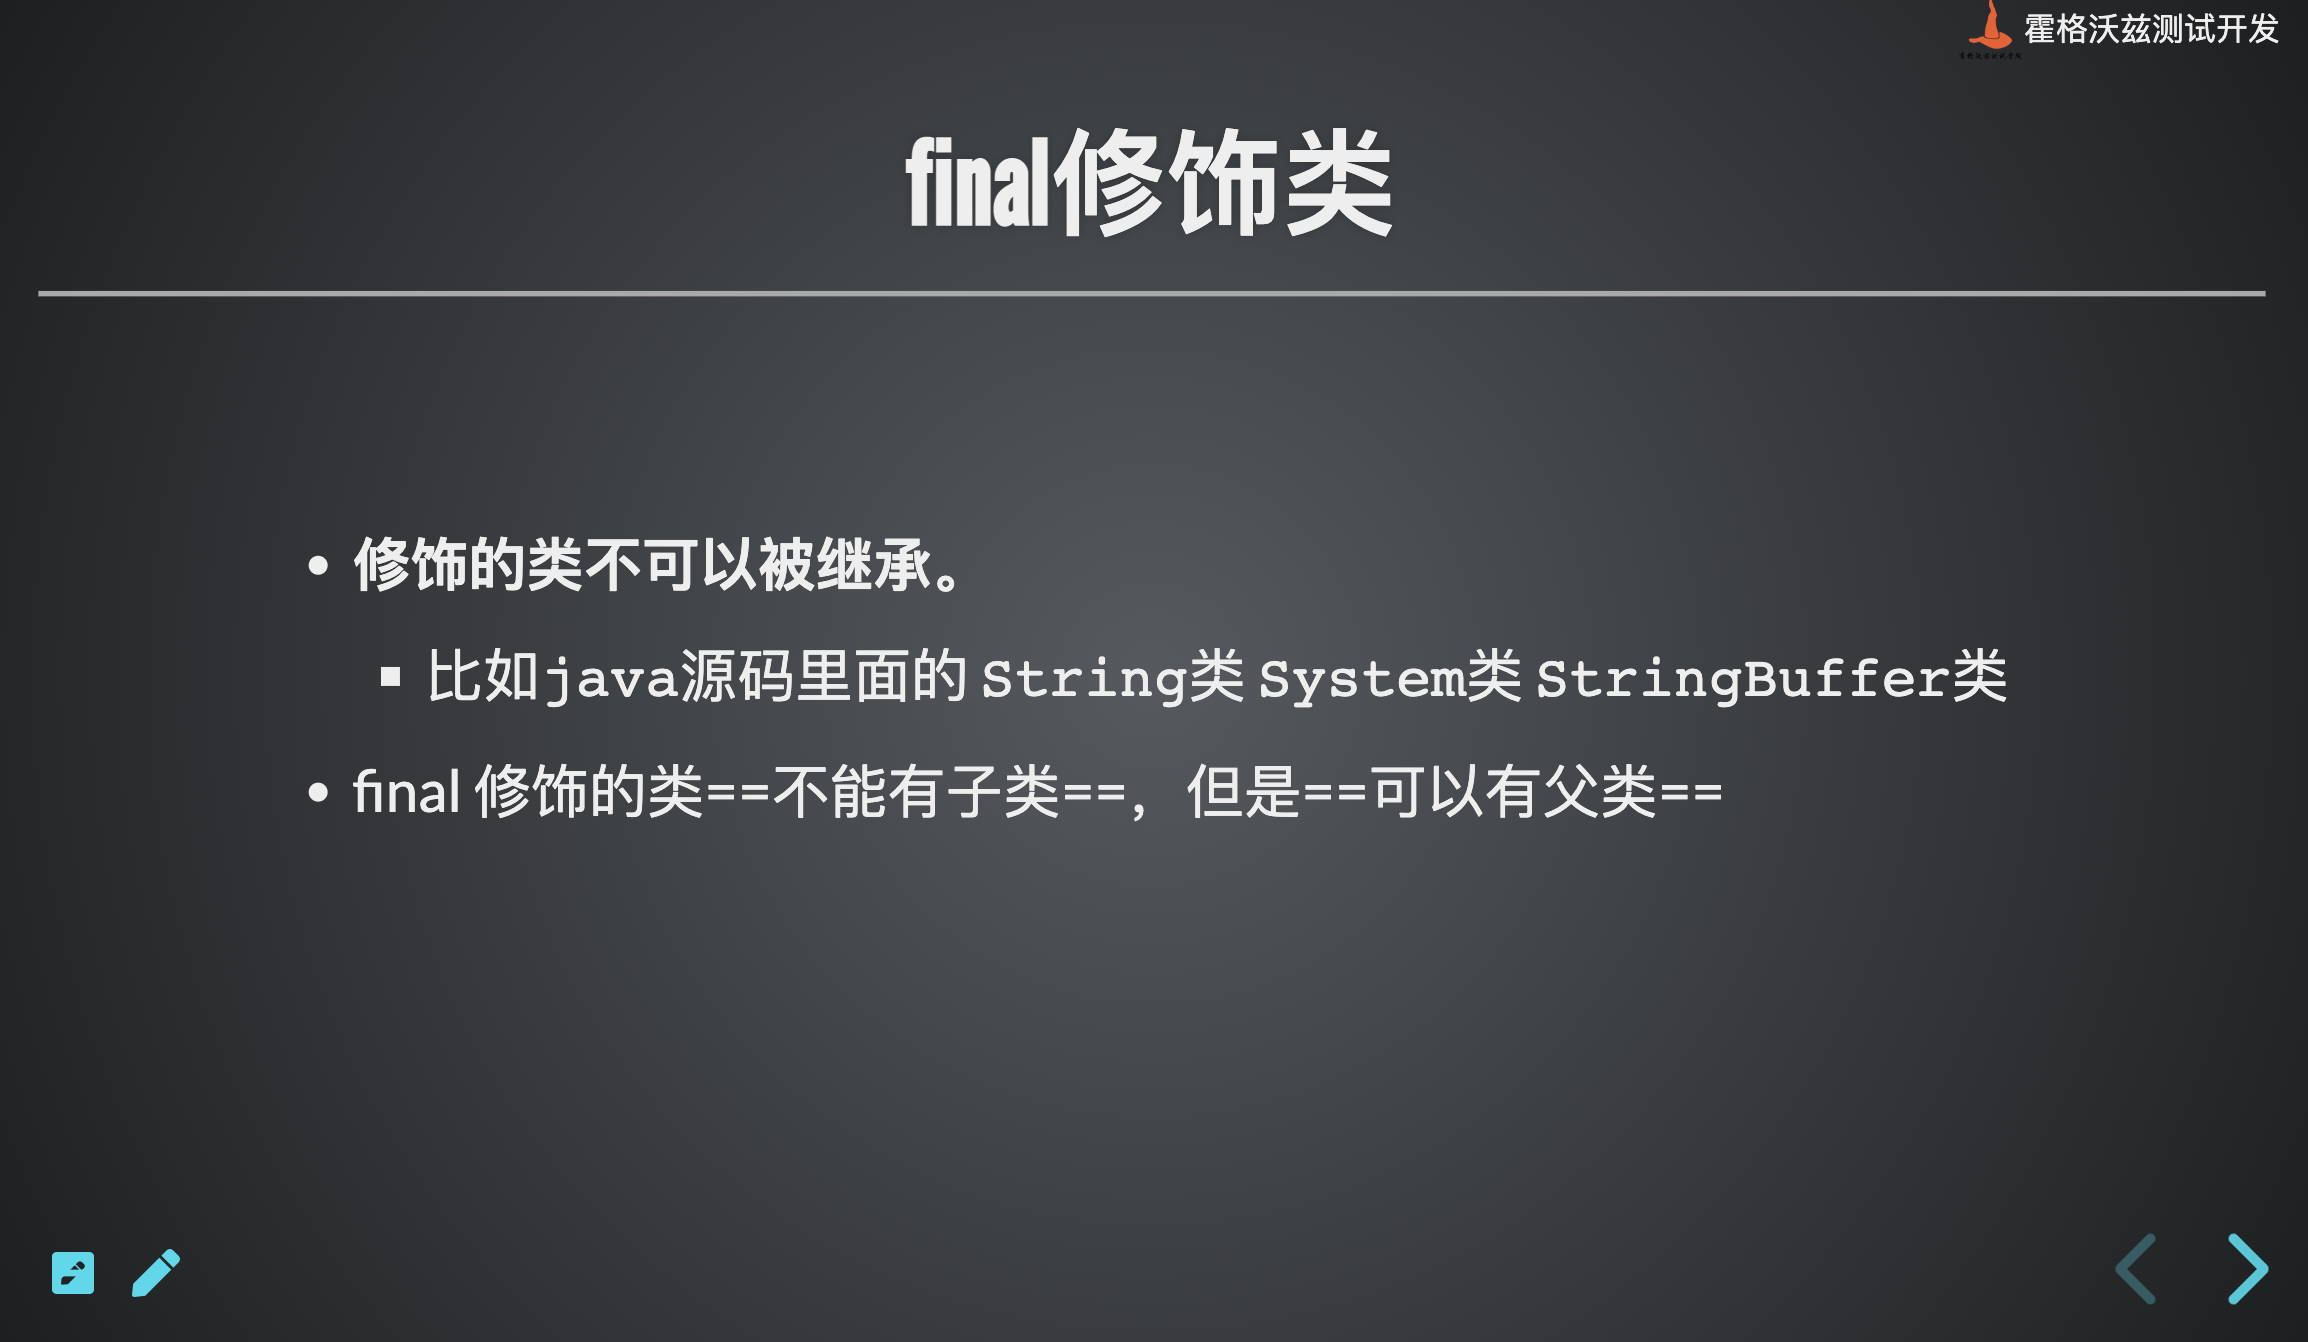 霍格沃兹测试开发
final修饰类
修饰的类不可以被继承。
比如java源码里面的 String类 System类 StringBuffer类
final 修饰的类==不能有子类==，但是==可以有父类==